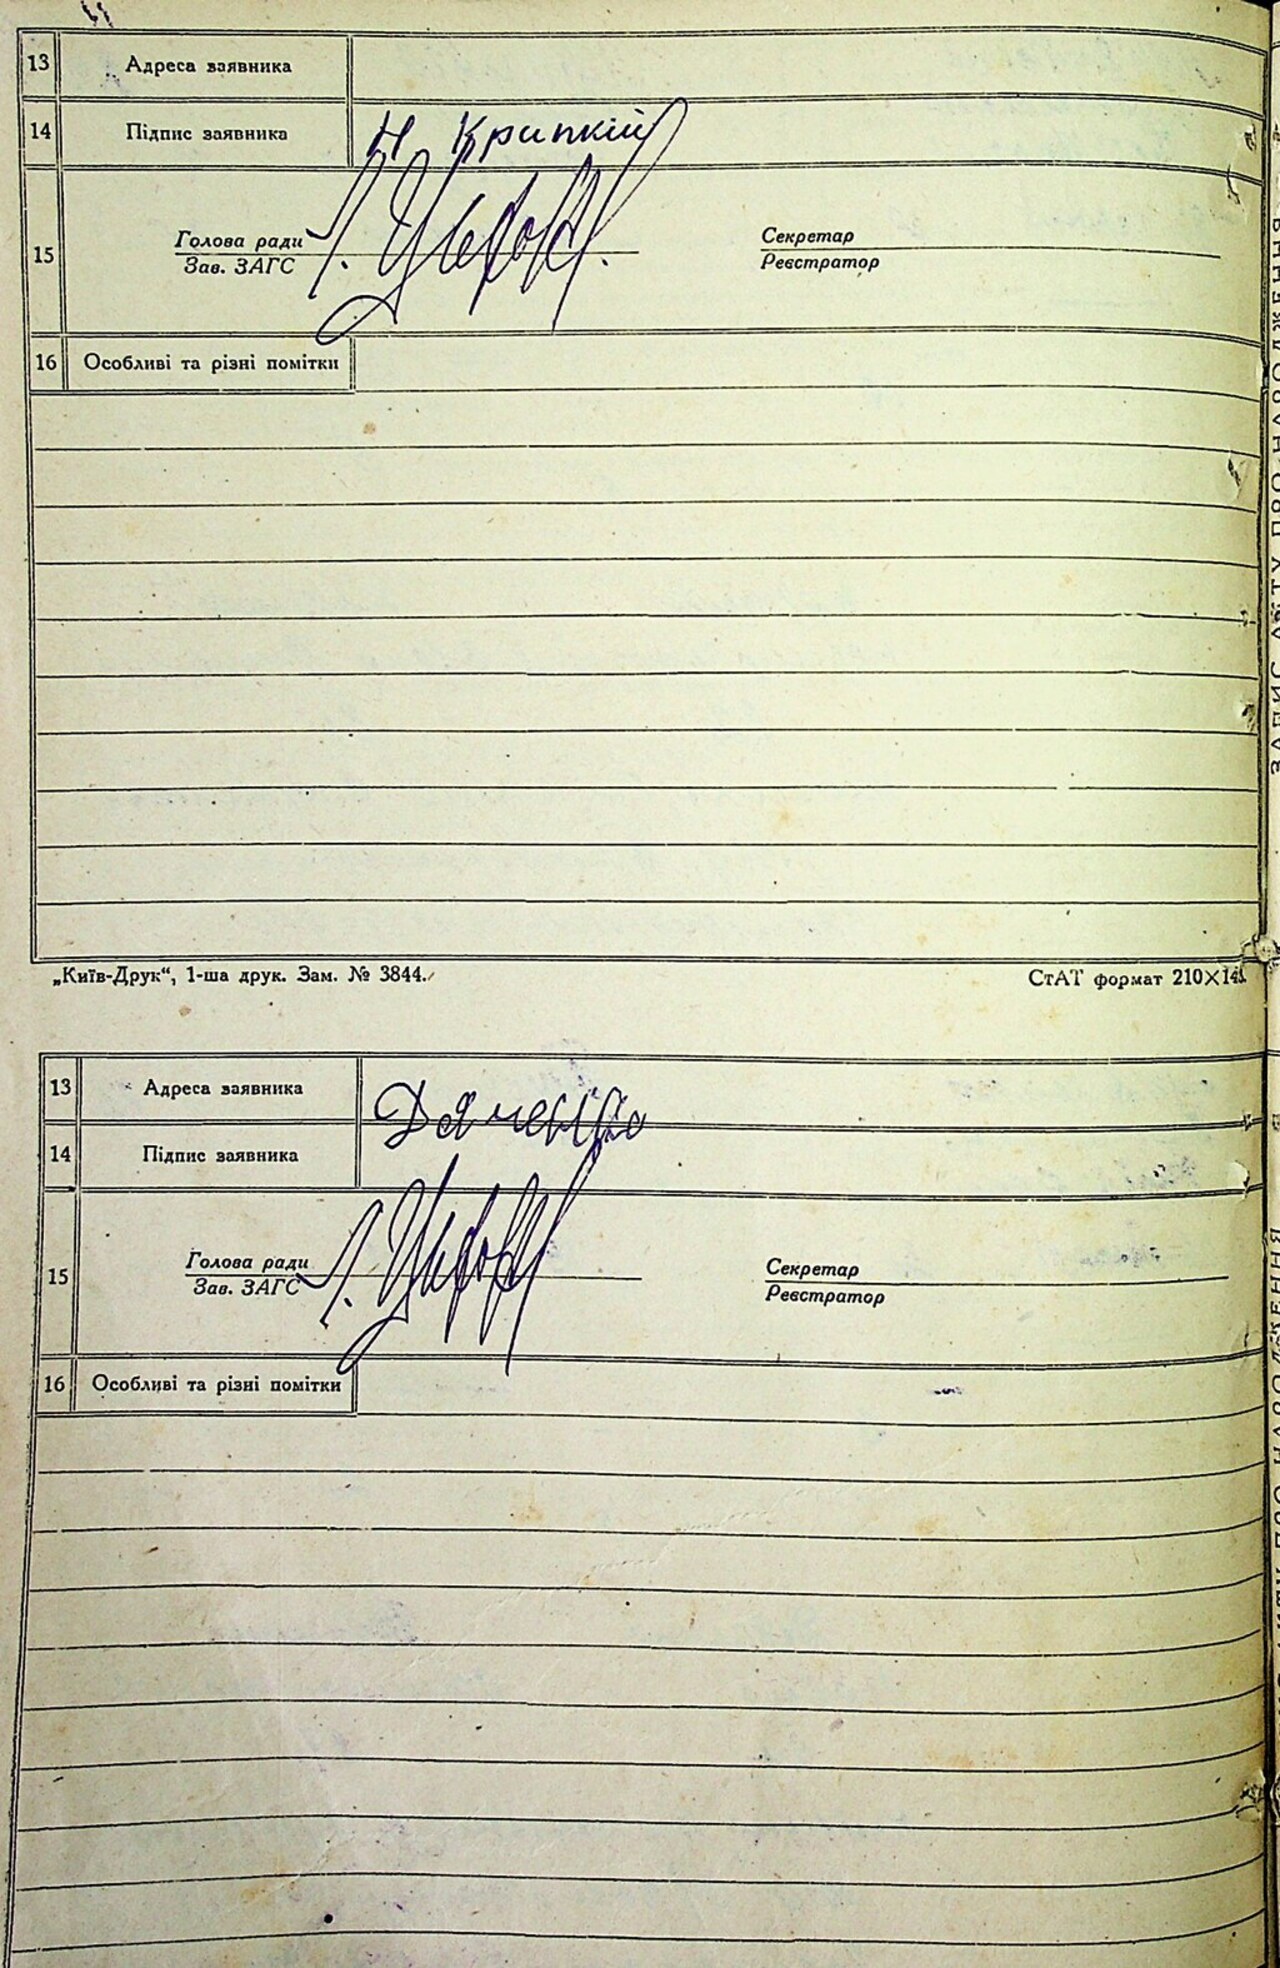 13 Адреса заявника
14 Підпис заявника Н Крипкій
15 Голова ради Секретар
Зав. ЗАГС Реєстратор
16 Особливі та різні помітки
„Київ-Друк“, 1-ша друк. Зам. № 3844. СтАТ формат 210×143.
13 Адреса заявника
14 Підпис заявника
15 Голова ради Секретар
Зав. ЗАГС Реєстратор
16 Особливі та різні помітки